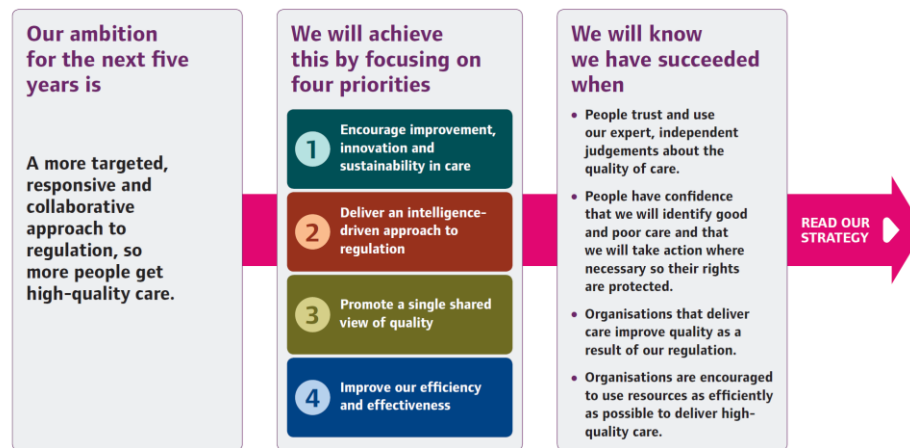 Our ambition
for the next five
years is
A more targeted,
responsive and
collaborative
approach to
regulation, so
more people get
high-quality care.
We will achieve
this by focusing on
four priorities
1
Encourage improvement,
innovation and
sustainability in care
2
Deliver an intelligence-
driven approach to
regulation
3
Promote a single shared
view of quality
4
Improve our efficiency
and effectiveness
We will know
we have succeeded
when
• People trust and use
our expert, independent
judgements about the
quality of care.
• People have confidence
that we will identify good
and poor care and that
we will take action where
necessary so their rights
are protected.
• Organisations that deliver
care improve quality as a
result of our regulation.
• Organisations are encouraged
to use resources as efficiently
as possible to deliver high-
quality care.
READ OUR
STRATEGY